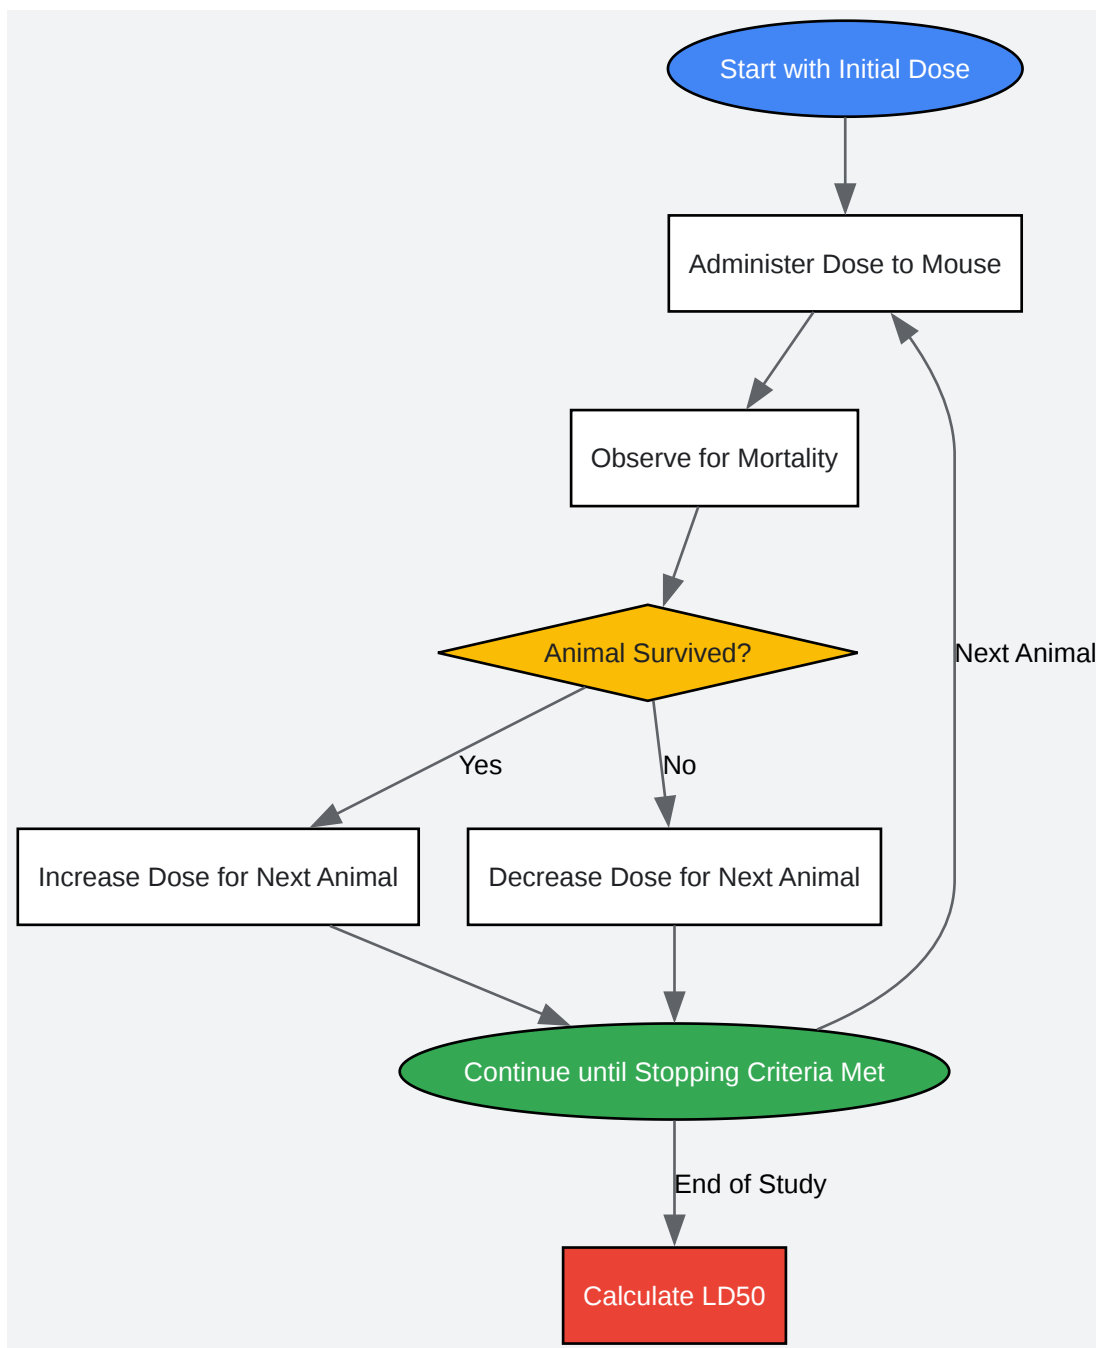 Start with Initial Dose
Administer Dose to Mouse
Observe for Mortality
Animal Survived?
Next Animal
Yes
No
Increase Dose for Next Animal
Decrease Dose for Next Animal
Continue until Stopping Criteria Met
End of Study
Calculate LD50